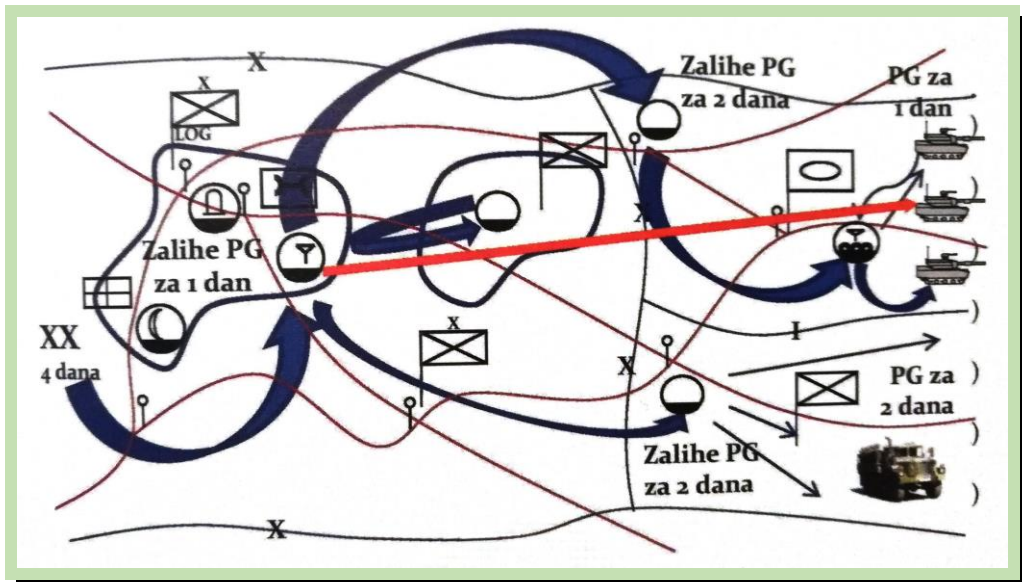 X
Zalihe PG
za 2 dana
PG za
1 dan
X
LOG
X
Zalihe PG
za 1 dan
XX
4 dana
X
I
X
PG za
2 dana
Zalihe PG
za 2 dana
X